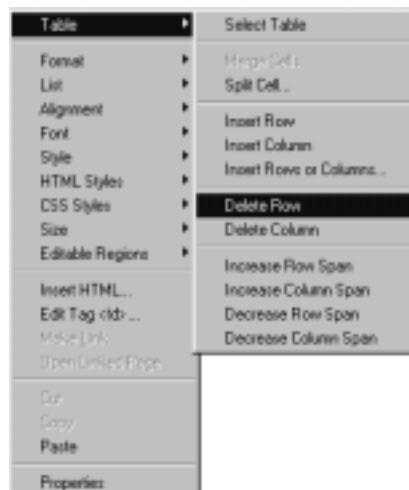 Table
Format
List
Alignment
Font
Style
HTML Styles
CSS Styles
Size
Editable Regions
Insert HTML...
Edit Tag <td>...
Make Link
Open Linked Page
Cut
Copy
Paste
Properties
Select Table
Merge Cells
Split Cell...
Insert Row
Insert Column
Insert Rows or Columns...
Delete Row
Delete Column
Increase Row Span
Increase Column Span
Decrease Row Span
Decrease Column Span